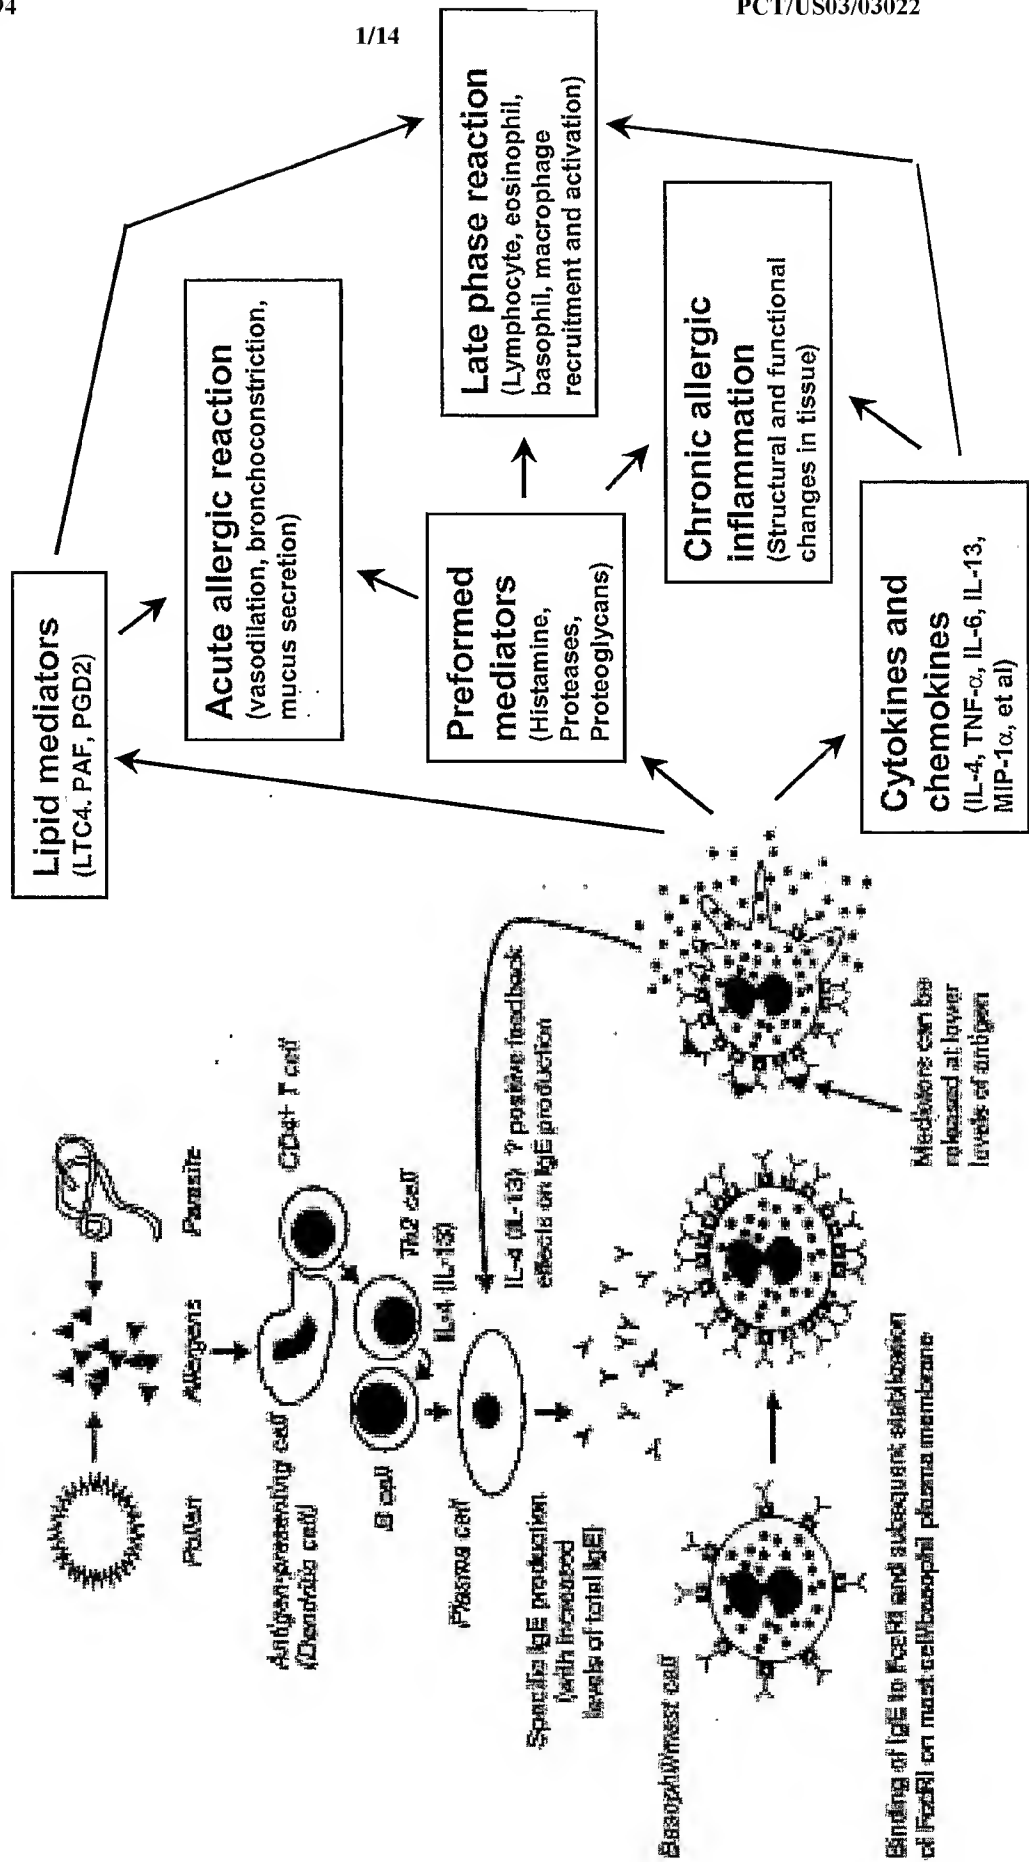 94
PCT/US03/03022
1/14
Lipid mediators
(LTC4. PAF, PGD2)
Acute allergic reaction
(vasodilation, bronchoconstriction,
mucus secretion)
Late phase reaction
(Lymphocyte, eosinophil,
basophil, macrophage
recruitment and activation)
Preformed
mediators
(Histamine,
Proteases,
Proteoglycans)
Chronic allergic
inflammation
(Structural and functional
changes in tissue)
Cytokines and
chemokines
(IL-4, TNF-α, IL-6, IL-13,
MIP-1α, et al)
Pollen
Allergens
Parasite
Antigen-presenting cell
(Dendritic cell)
CD4+ T cell
B cell
Th2 cell
IL-4 (IL-13)
Plasma cell
IL-4 (IL-13) ? positive feedback
effects on IgE production
Specific IgE production
(with increased
levels of total IgE)
Basophil/mast cell
Binding of IgE to FcεRI and subsequent stabilization
of FcεRI on mast cell/basophil plasma membrane
Mediators can be
released at lower
levels of antigen